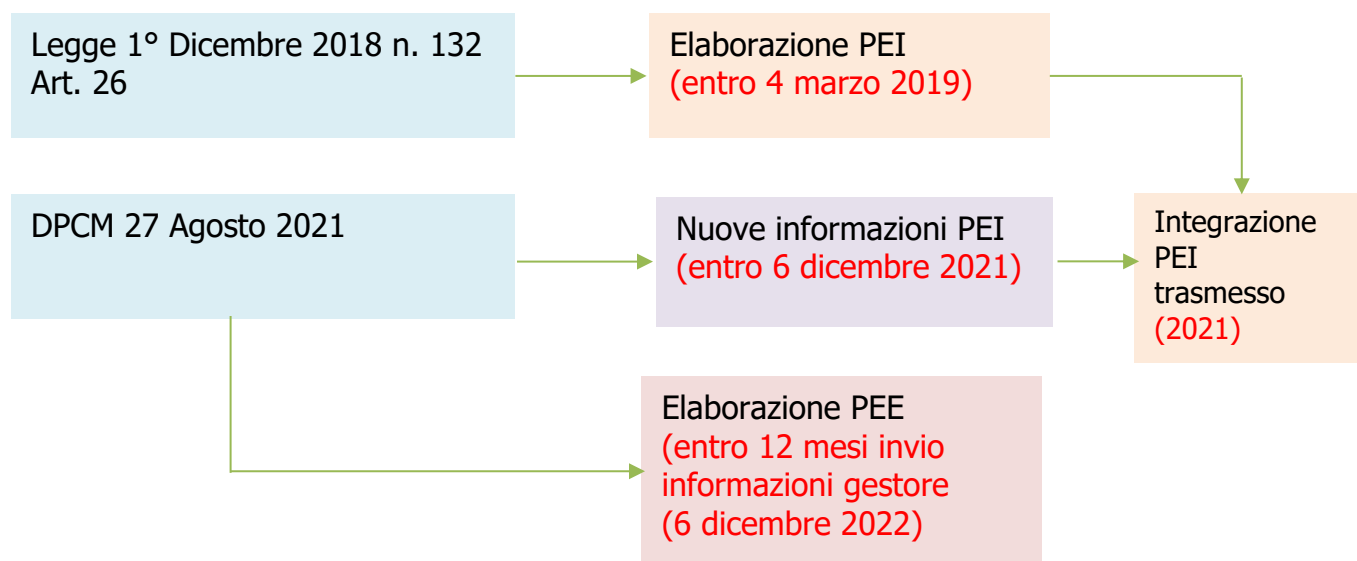 Legge 1° Dicembre 2018 n. 132
Art. 26
Elaborazione PEI
(entro 4 marzo 2019)
DPCM 27 Agosto 2021
Nuove informazioni PEI
(entro 6 dicembre 2021)
Integrazione
PEI
trasmesso
(2021)
Elaborazione PEE
(entro 12 mesi invio
informazioni gestore
(6 dicembre 2022)